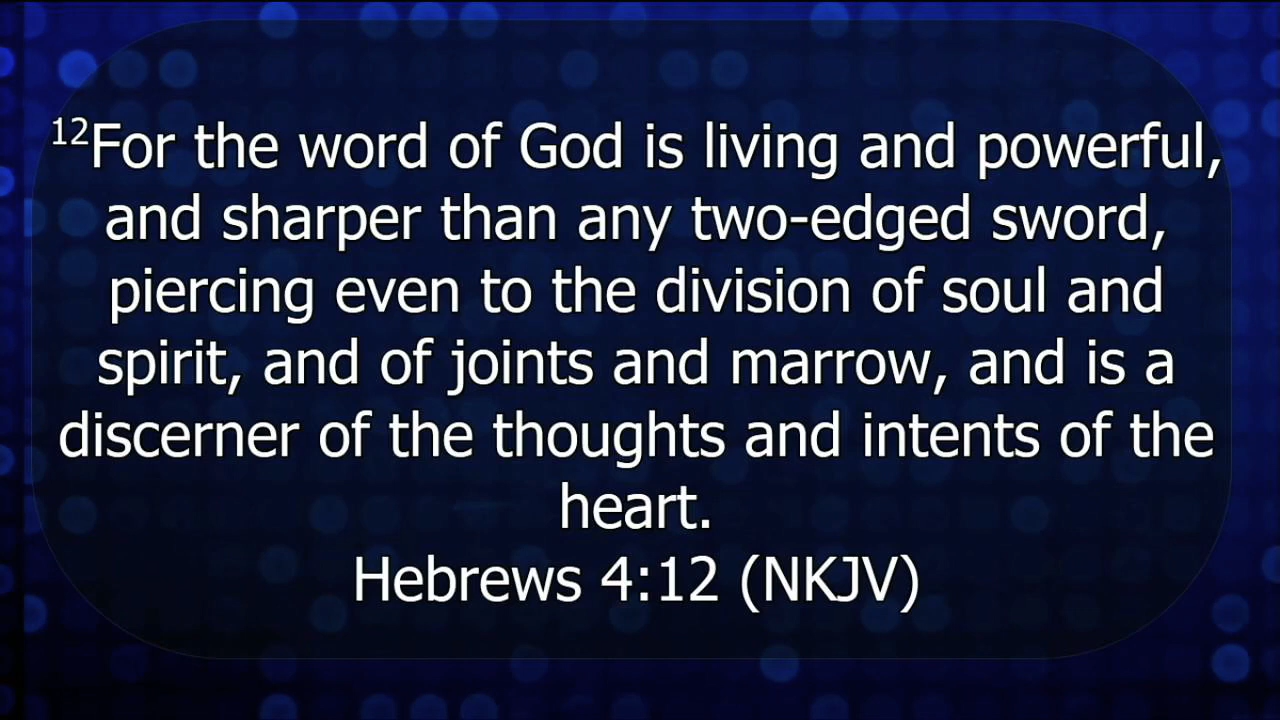 ¹²For the word of God is living and powerful,
and sharper than any two-edged sword,
piercing even to the division of soul and
spirit, and of joints and marrow, and is a
discerner of the thoughts and intents of the
heart.
Hebrews 4:12 (NKJV)